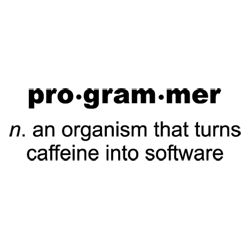 pro•gram•mer
n. an organism that turns
caffeine into software